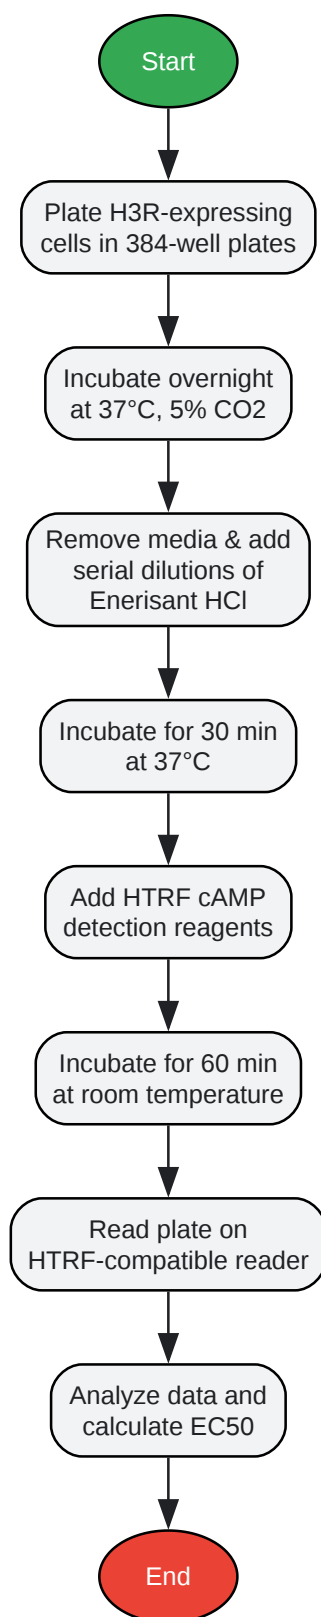 Start
Plate H3R-expressing
cells in 384-well plates
Incubate overnight
at 37°C, 5% CO2
Remove media & add
serial dilutions of
Enerisant HCl
Incubate for 30 min
at 37°C
Add HTRF cAMP
detection reagents
Incubate for 60 min
at room temperature
Read plate on
HTRF-compatible reader
Analyze data and
calculate EC50
End